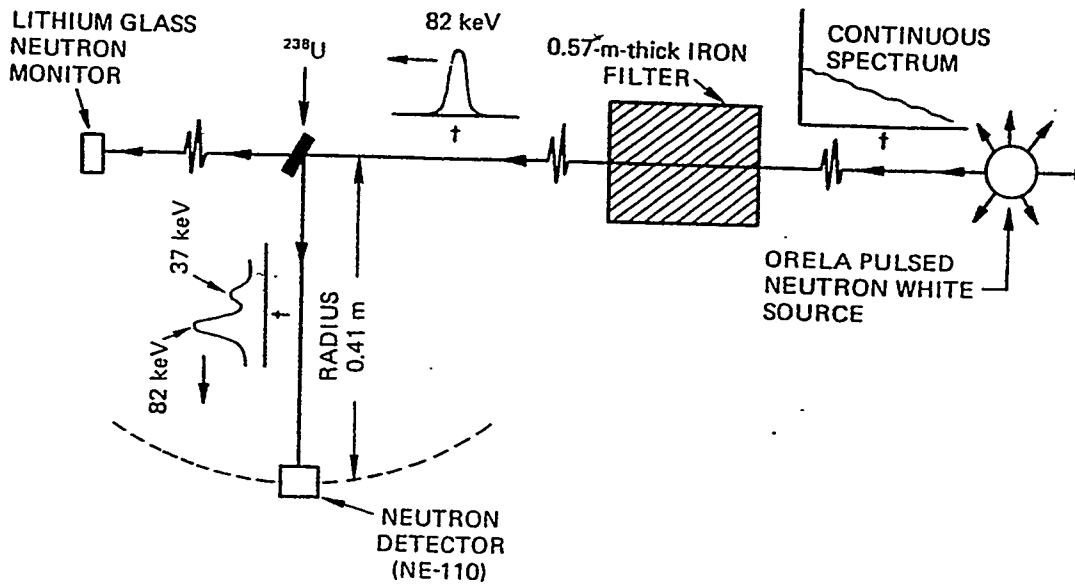 LITHIUM GLASS
NEUTRON
MONITOR
²³⁸U
82 keV
t
0.57-m-thick IRON
FILTER
CONTINUOUS
SPECTRUM
t
ORELA PULSED
NEUTRON WHITE
SOURCE
37 keV
82 keV
t
RADIUS
0.41 m
NEUTRON
DETECTOR
(NE-110)